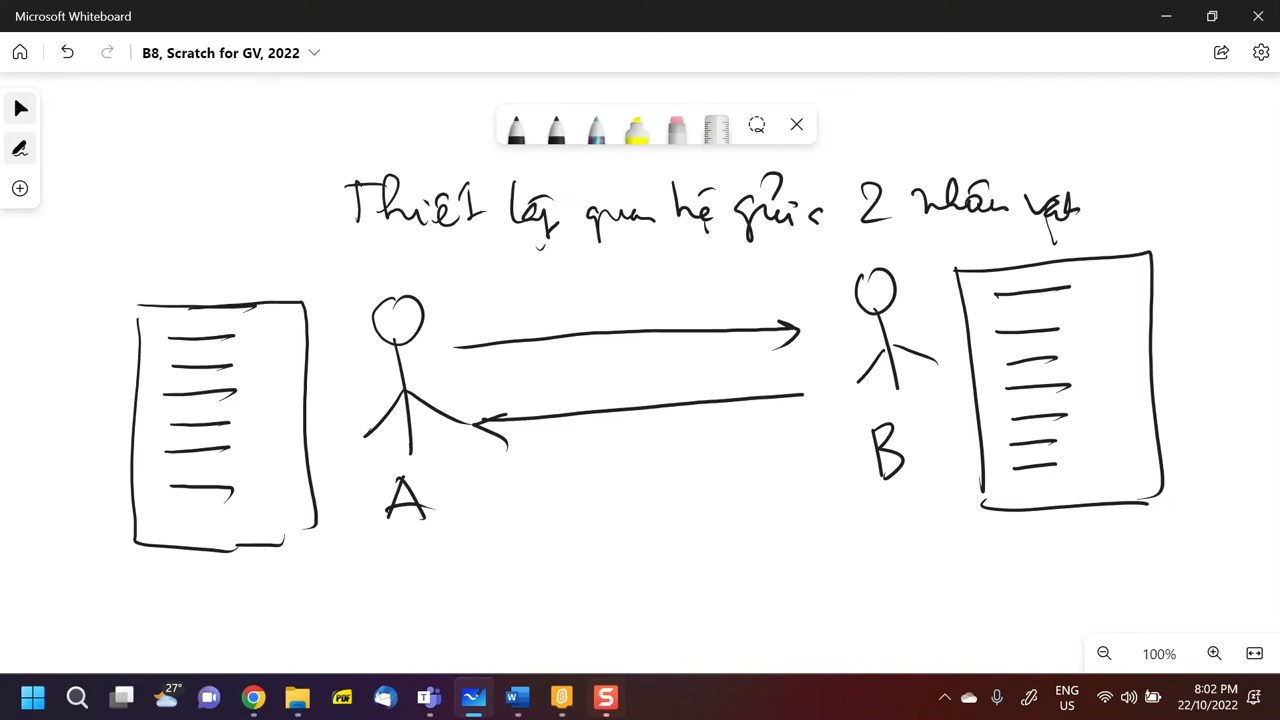 Microsoft Whiteboard
B8, Scratch for GV, 2022
Thiết lập quan hệ giữa 2 nhân vật
A
B
100%
27°
PDF
S
ENG
US
8:02 PM
22/10/2022